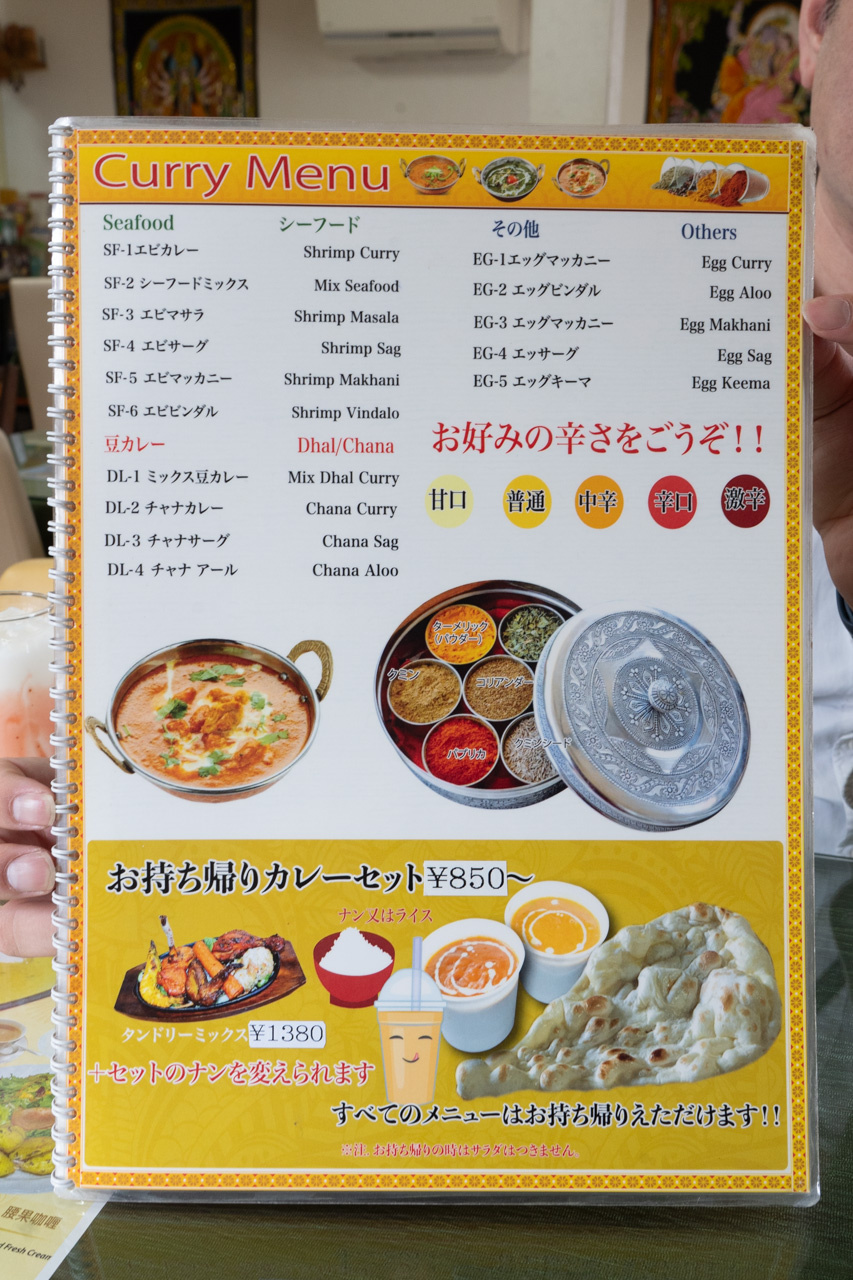 Curry Menu
Seafood シーフード
SF-1エビカレー Shrimp Curry
SF-2 シーフードミックス Mix Seafood
SF-3 エビマサラ Shrimp Masala
SF-4 エビサーグ Shrimp Sag
SF-5 エビマッカニー Shrimp Makhani
SF-6 エビビンダル Shrimp Vindalo
豆カレー Dhal/Chana
DL-1 ミックス豆カレー Mix Dhal Curry
DL-2 チャナカレー Chana Curry
DL-3 チャナサーグ Chana Sag
DL-4 チャナ アール Chana Aloo
その他 Others
EG-1エッグマッカニー Egg Curry
EG-2 エッグビンダル Egg Aloo
EG-3 エッグマッカニー Egg Makhani
EG-4 エッサーグ Egg Sag
EG-5 エッグキーマ Egg Keema
お好みの辛さをごうぞ！！
甘口 普通 中辛 辛口 激辛
ターメリック
（パウダー）
クミン
コリアンダー
パプリカ
クミンシード
お持ち帰りカレーセット¥850〜
ナン又はライス
タンドリーミックス¥1380
＋セットのナンを変えられます
すべてのメニューはお持ち帰りえただけます！！
※注. お持ち帰りの時はサラダはつきません。
腰果咖喱
d Fresh Cream